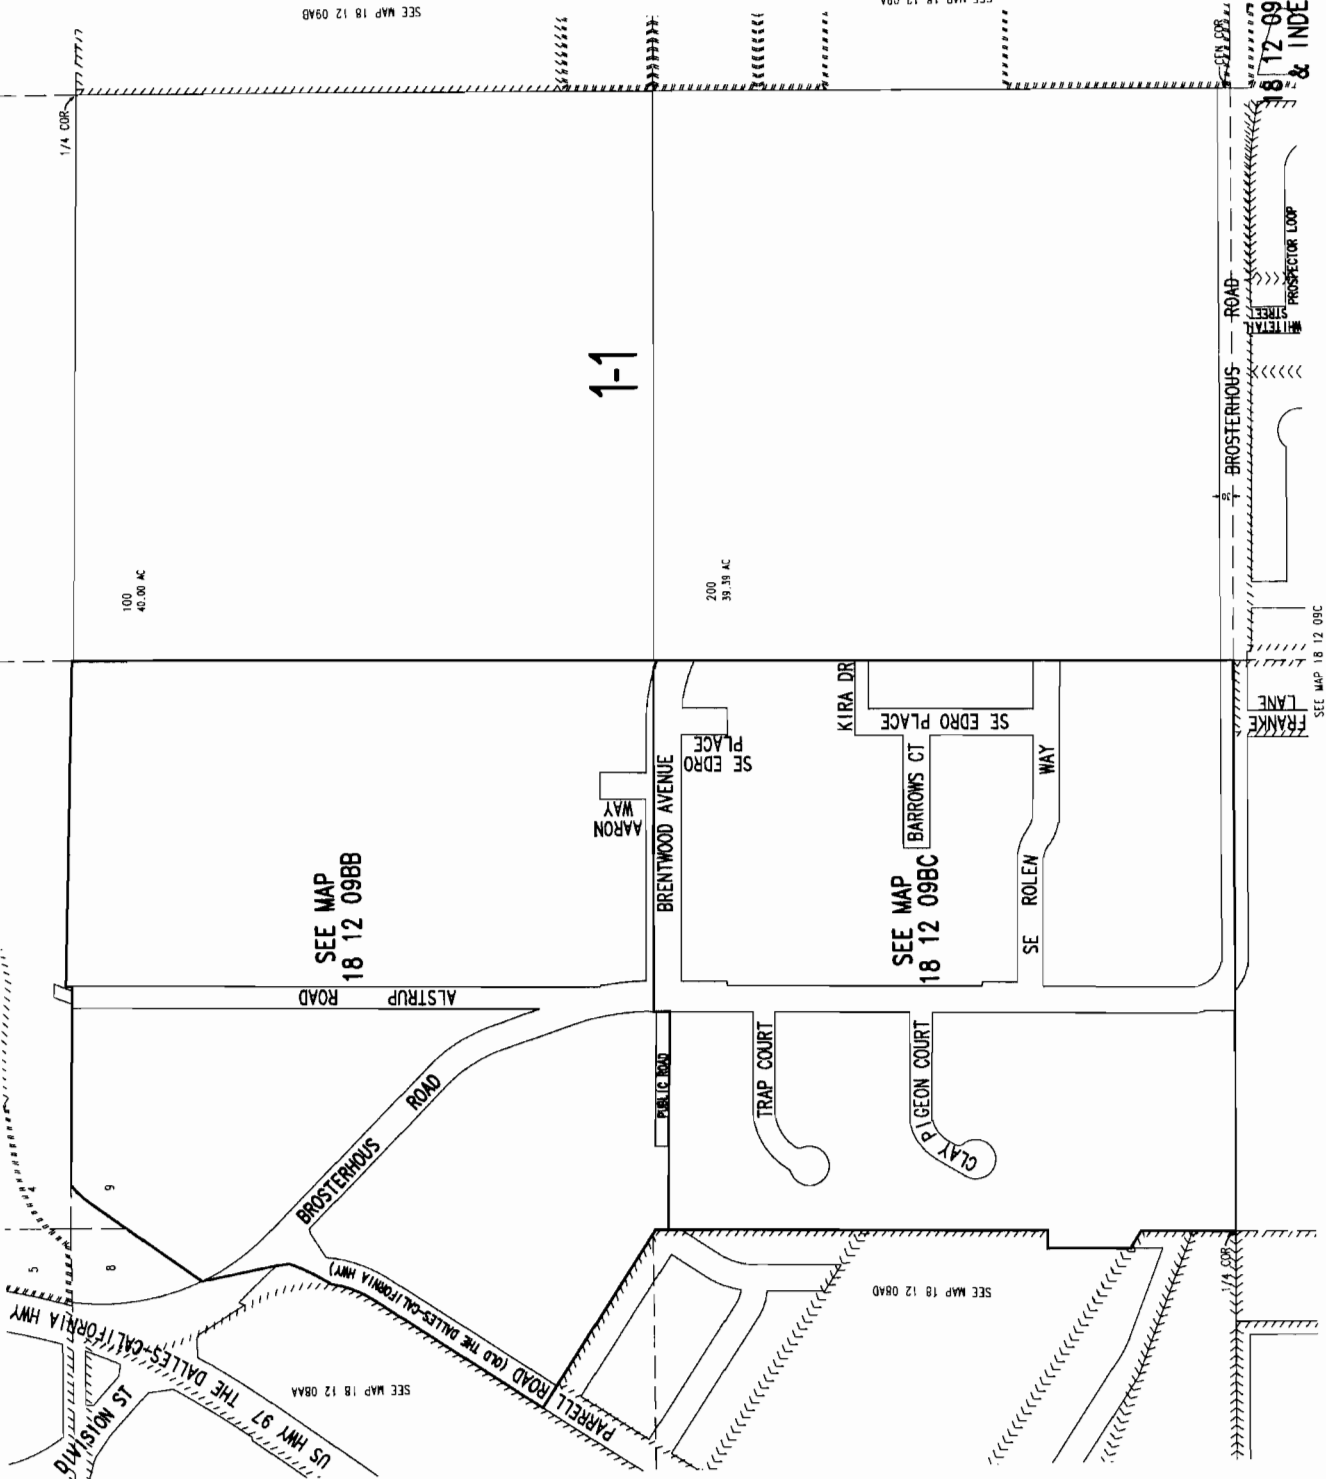 SEE MAP 18 12 09AB
18 12 09
& INDE
1/4 COR
CEN COR
1-1
100
40.00 AC
200
39.39 AC
BROSTERHOUS ROAD
30
WHITETAIL
STREET
PROSPECTOR LOOP
SEE MAP 18 12 09C
FRANKE
LANE
KIRA DR
SE EDRO PLACE
SE EDRO
PLACE
BARROWS CT
BRENTWOOD AVENUE
AARON
WAY
SE ROLEN WAY
SEE MAP
18 12 09BB
SEE MAP
18 12 09BC
ALSTRUP ROAD
BROSTERHOUS ROAD
PUBLIC ROAD
TRAP COURT
CLAY PIGEON COURT
4
9
5
8
US HWY 97 THE DALLES-CALIFORNIA HWY
DIVISION ST
PARRELL ROAD (OLD THE DALLES-CALIFORNIA HWY)
SEE MAP 18 12 08AA
SEE MAP 18 12 08AD
1/4 COR